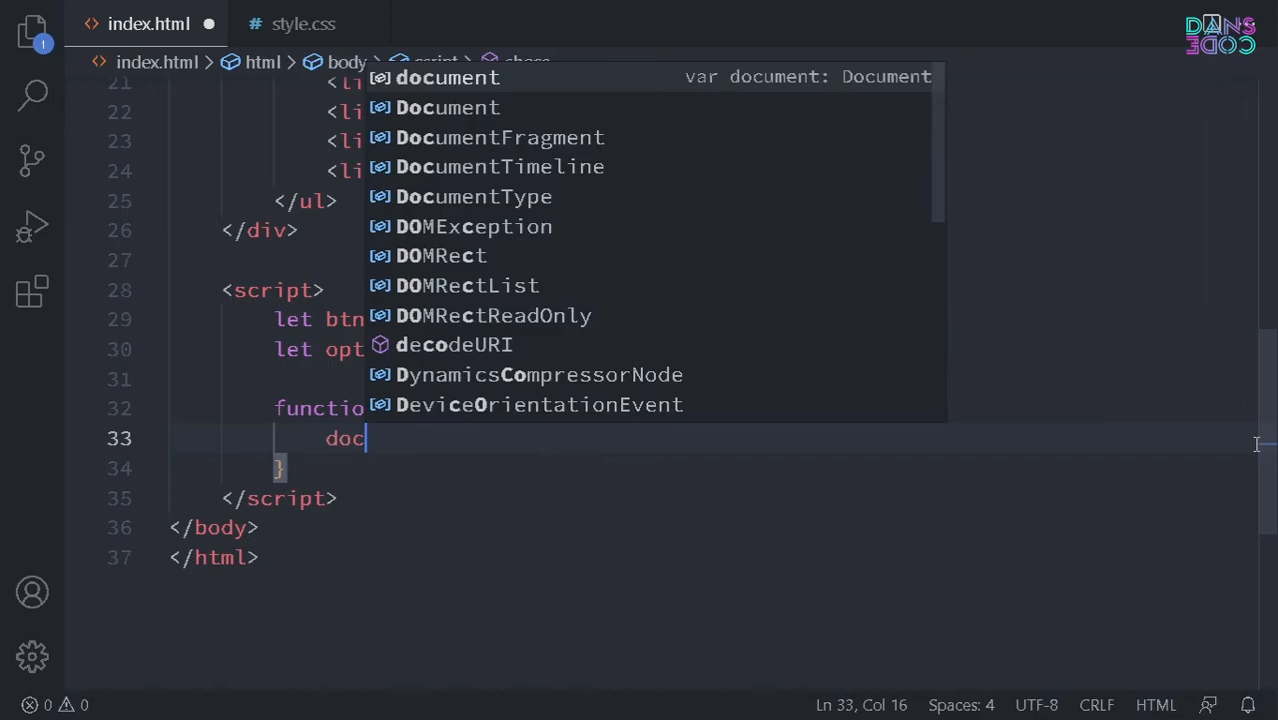 index.html
style.css
DANS
CODE
1
index.html > html > body > script >
21 <li
document var document: Document
22 <li
Document
23 <li
DocumentFragment
24 <li
DocumentTimeline
25 </ul>
DocumentType
26 </div>
DOMException
27
DOMRect
28 <script>
DOMRectList
29 let btn
DOMRectReadOnly
30 let opt
decodeURI
31
DynamicsCompressorNode
32 functio
DeviceOrientationEvent
33 doc
34 }
35 </script>
36 </body>
37 </html>
0 0 Ln 33, Col 16 Spaces: 4 UTF-8 CRLF HTML